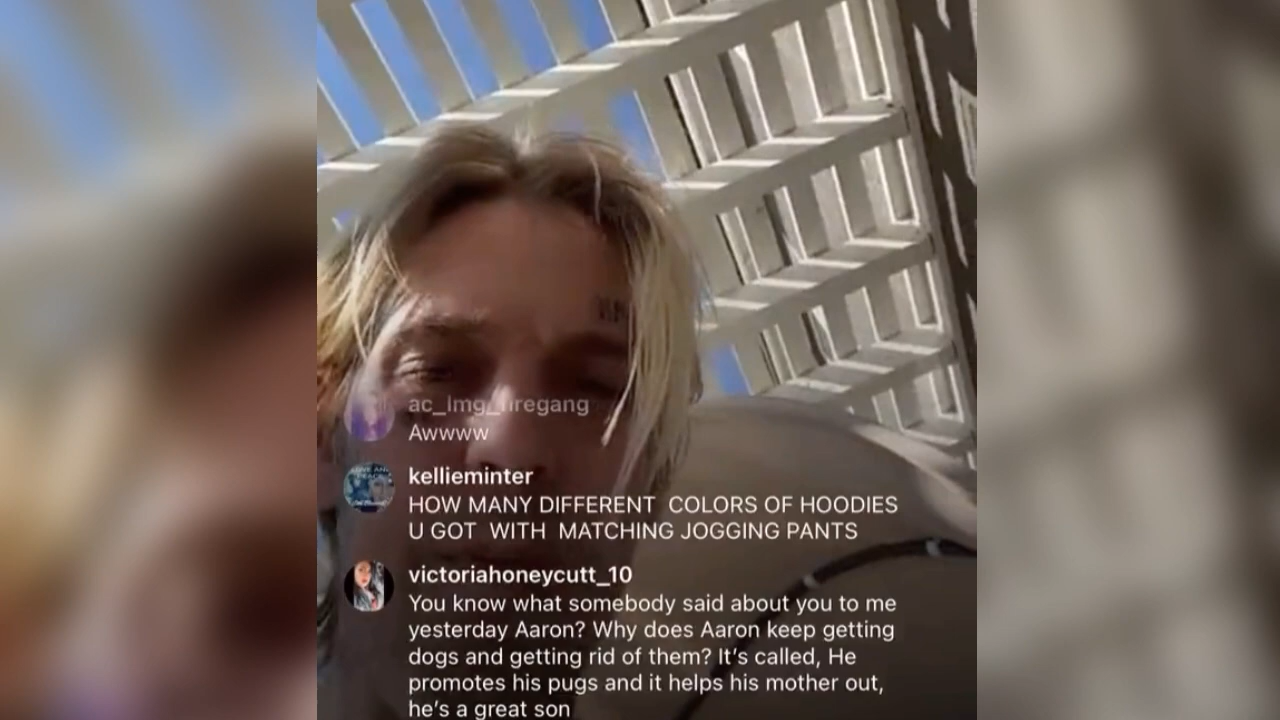 ac_lmg_firegang
Awwww
kellieminter
HOW MANY DIFFERENT COLORS OF HOODIES
U GOT WITH MATCHING JOGGING PANTS
victoriahoneycutt_10
You know what somebody said about you to me
yesterday Aaron? Why does Aaron keep getting
dogs and getting rid of them? It’s called, He
promotes his pugs and it helps his mother out,
he’s a great son